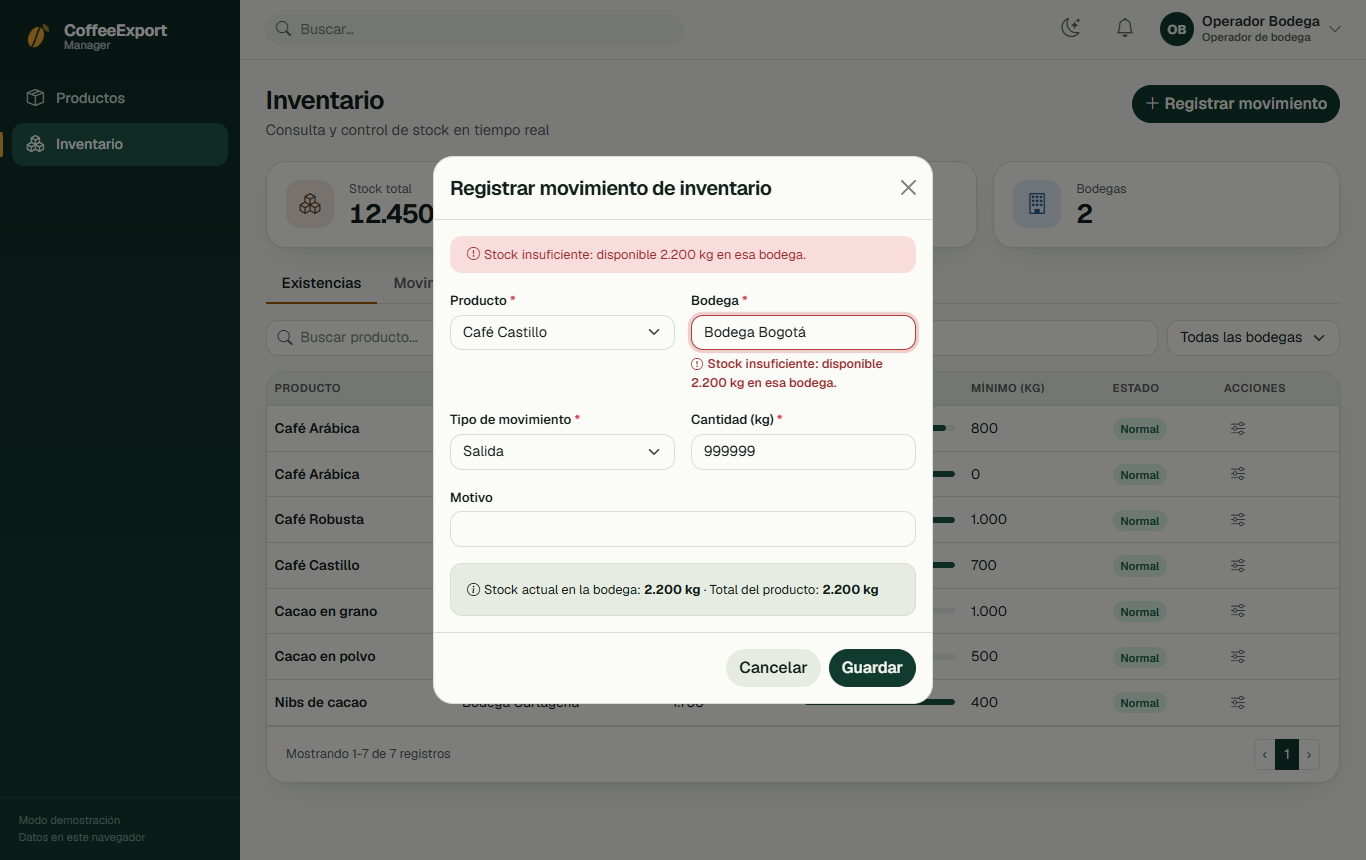 CoffeeExport
Manager
Buscar...
OB
Operador Bodega
Operador de bodega
Productos
Inventario
Inventario
Consulta y control de stock en tiempo real
+ Registrar movimiento
Stock total
12.450
Bodegas
2
Existencias
Buscar producto...
Todas las bodegas
PRODUCTO
MÍNIMO (KG)
ESTADO
ACCIONES
Café Arábica
800
Normal
Café Arábica
0
Normal
Café Robusta
1.000
Normal
Café Castillo
700
Normal
Cacao en grano
1.000
Normal
Cacao en polvo
500
Normal
Nibs de cacao
Bodega Cartagena
400
Normal
Mostrando 1-7 de 7 registros
‹ 1 ›
Registrar movimiento de inventario
Stock insuficiente: disponible 2.200 kg en esa bodega.
Producto *
Bodega *
Café Castillo
Bodega Bogotá
Stock insuficiente: disponible
2.200 kg en esa bodega.
Tipo de movimiento *
Cantidad (kg) *
Salida
999999
Motivo
Stock actual en la bodega: 2.200 kg · Total del producto: 2.200 kg
Cancelar
Guardar
Modo demostración
Datos en este navegador